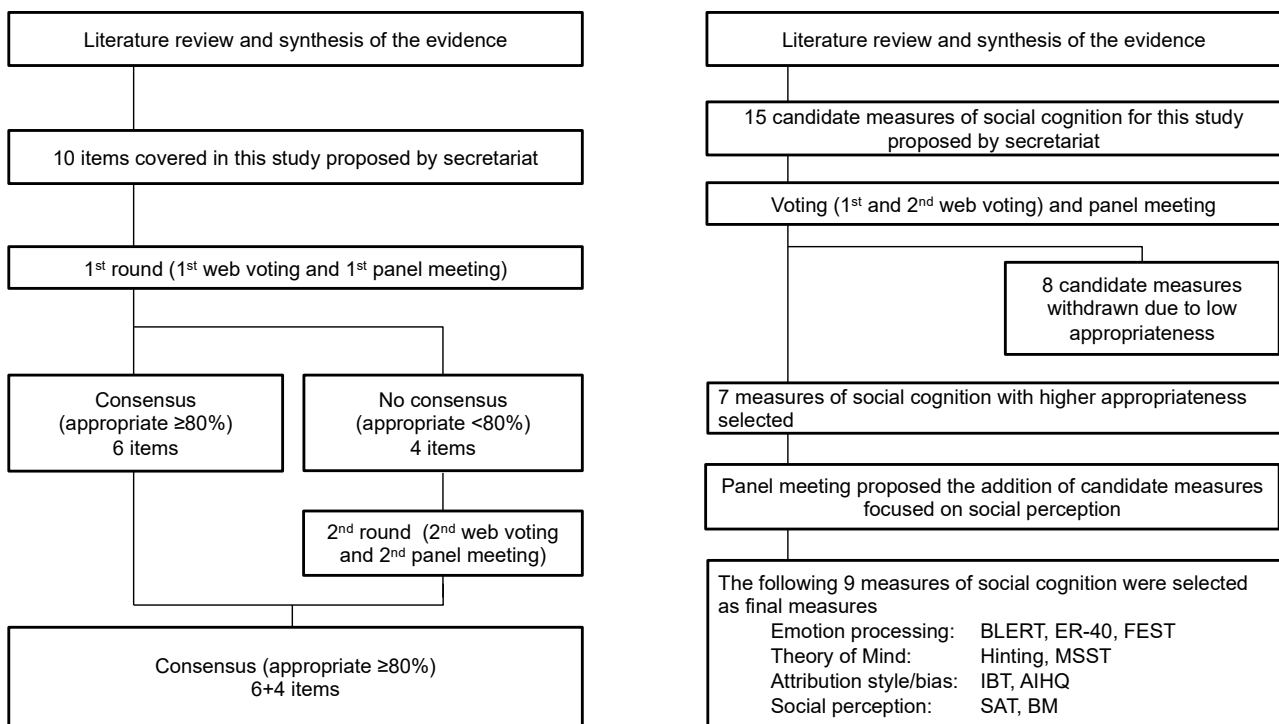 Literature review and synthesis of the evidence
10 items covered in this study proposed by secretariat
1st round (1st web voting and 1st panel meeting)
Consensus
(appropriate ≥80%)
6 items
No consensus
(appropriate <80%)
4 items
2nd round (2nd web voting
and 2nd panel meeting)
Consensus (appropriate ≥80%)
6+4 items
Literature review and synthesis of the evidence
15 candidate measures of social cognition for this study
proposed by secretariat
Voting (1st and 2nd web voting) and panel meeting
8 candidate measures
withdrawn due to low
appropriateness
7 measures of social cognition with higher appropriateness
selected
Panel meeting proposed the addition of candidate measures
focused on social perception
The following 9 measures of social cognition were selected
as final measures
Emotion processing: BLERT, ER-40, FEST
Theory of Mind: Hinting, MSST
Attribution style/bias: IBT, AIHQ
Social perception: SAT, BM